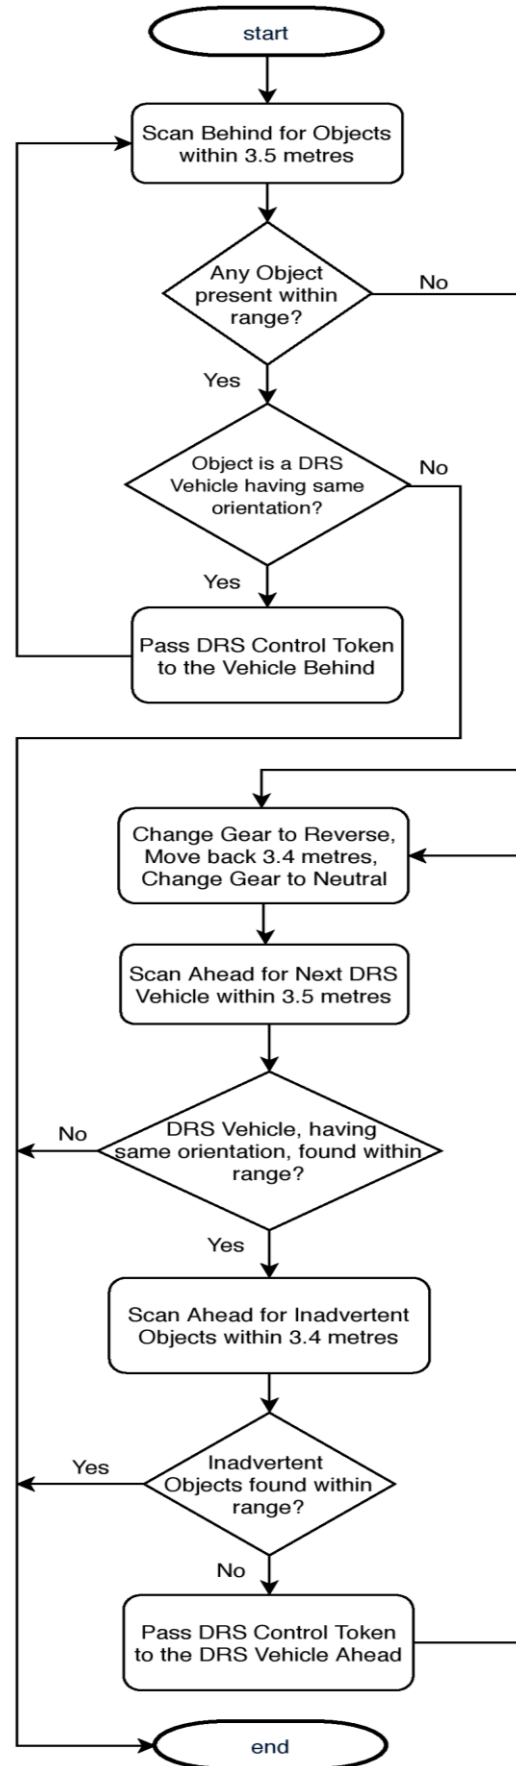 start
Scan Behind for Objects
within 3.5 metres
Any Object
present within
range?
No
Yes
Object is a DRS
Vehicle having same
orientation?
No
Yes
Pass DRS Control Token
to the Vehicle Behind
Change Gear to Reverse,
Move back 3.4 metres,
Change Gear to Neutral
Scan Ahead for Next DRS
Vehicle within 3.5 metres
No
DRS Vehicle, having
same orientation, found within
range?
Yes
Scan Ahead for Inadvertent
Objects within 3.4 metres
Yes
Inadvertent
Objects found within
range?
No
Pass DRS Control Token
to the DRS Vehicle Ahead
end